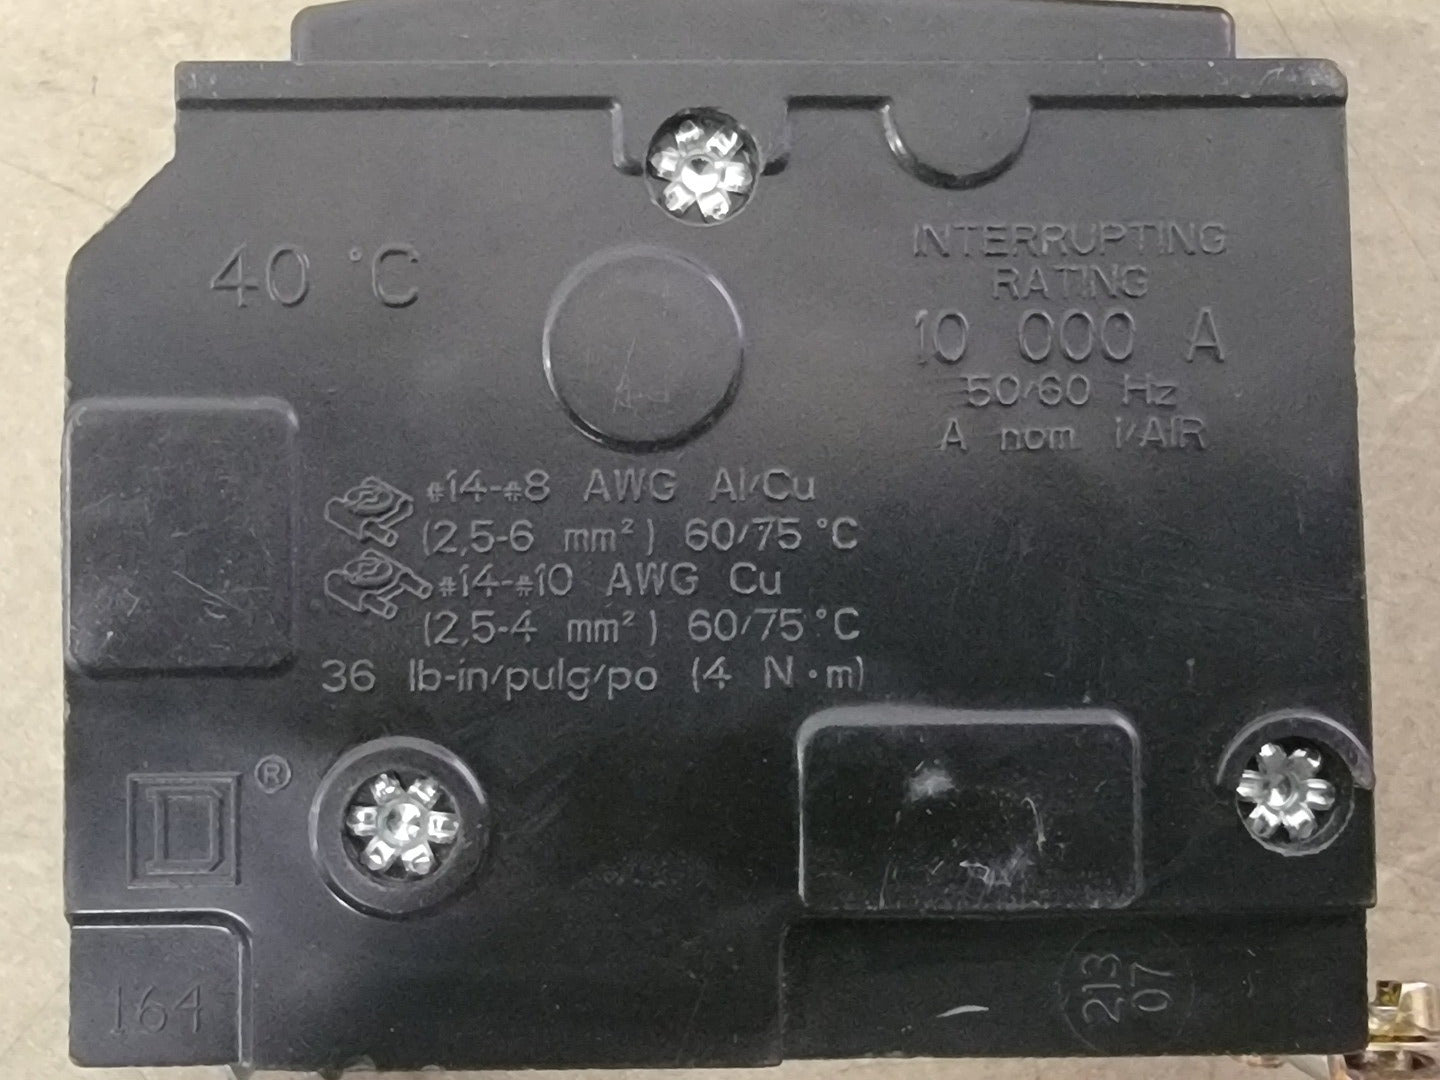 40 °C
INTERRUPTING
RATING
10 000 A
50/60 Hz
A nom i/AIR
#14-#8 AWG Al/Cu
(2,5-6 mm²) 60/75 °C
#14-#10 AWG Cu
(2,5-4 mm²) 60/75 °C
36 lb-in/pulg/po (4 N·m)
D ®
164
213
07